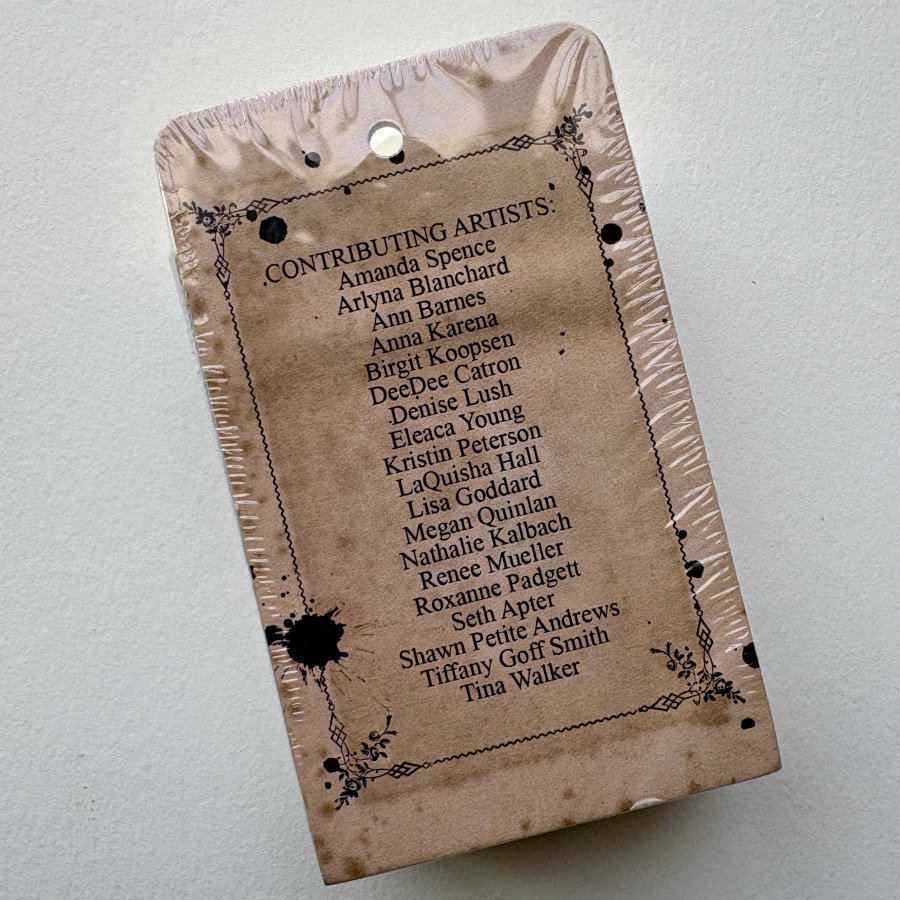 CONTRIBUTING ARTISTS:
Amanda Spence
Arlyna Blanchard
Ann Barnes
Anna Karena
Birgit Koopsen
DeeDee Catron
Denise Lush
Eleaca Young
Kristin Peterson
LaQuisha Hall
Lisa Goddard
Megan Quinlan
Nathalie Kalbach
Renee Mueller
Roxanne Padgett
Seth Apter
Shawn Petite Andrews
Tiffany Goff Smith
Tina Walker